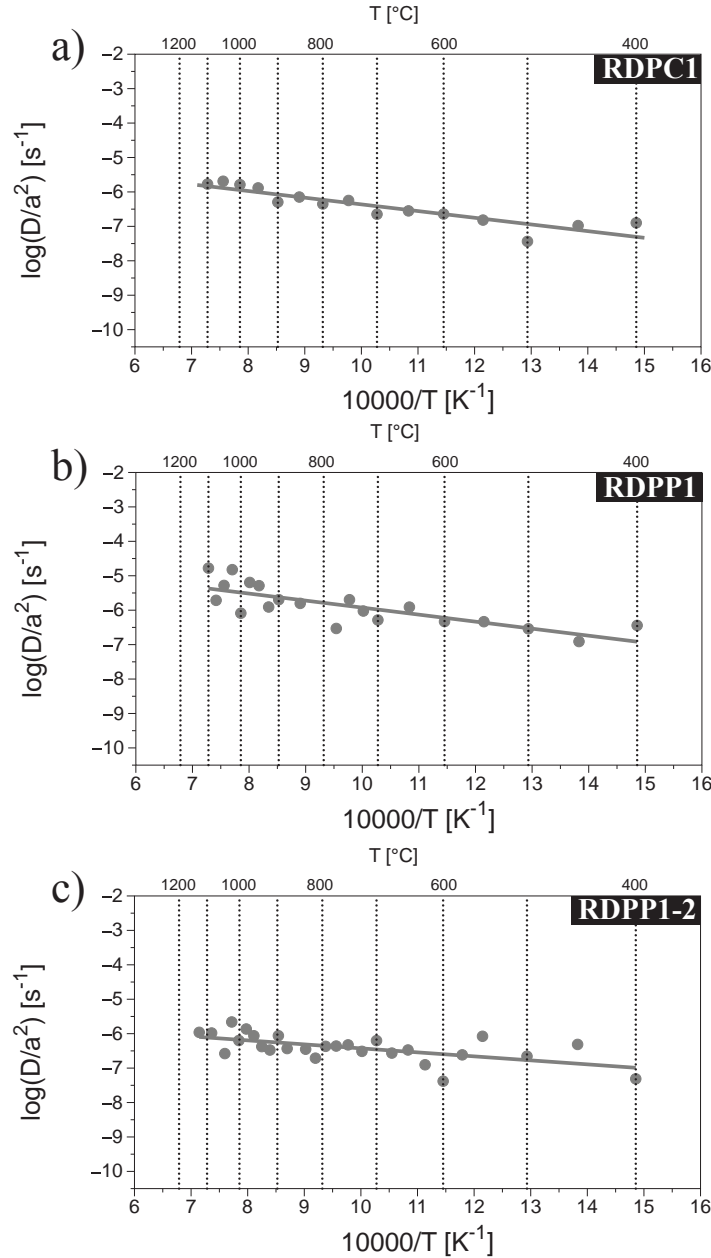 T [°C]
a)
1200 1000 800 600 400
RDPC1
−2
−3
−4
−5
−6
−7
−8
−9
−10
log(D/a²) [s⁻¹]
6 7 8 9 10 11 12 13 14 15 16
10000/T [K⁻¹]
T [°C]
b)
1200 1000 800 600 400
RDPP1
−2
−3
−4
−5
−6
−7
−8
−9
−10
log(D/a²) [s⁻¹]
6 7 8 9 10 11 12 13 14 15 16
10000/T [K⁻¹]
T [°C]
c)
1200 1000 800 600 400
RDPP1-2
−2
−3
−4
−5
−6
−7
−8
−9
−10
log(D/a²) [s⁻¹]
6 7 8 9 10 11 12 13 14 15 16
10000/T [K⁻¹]